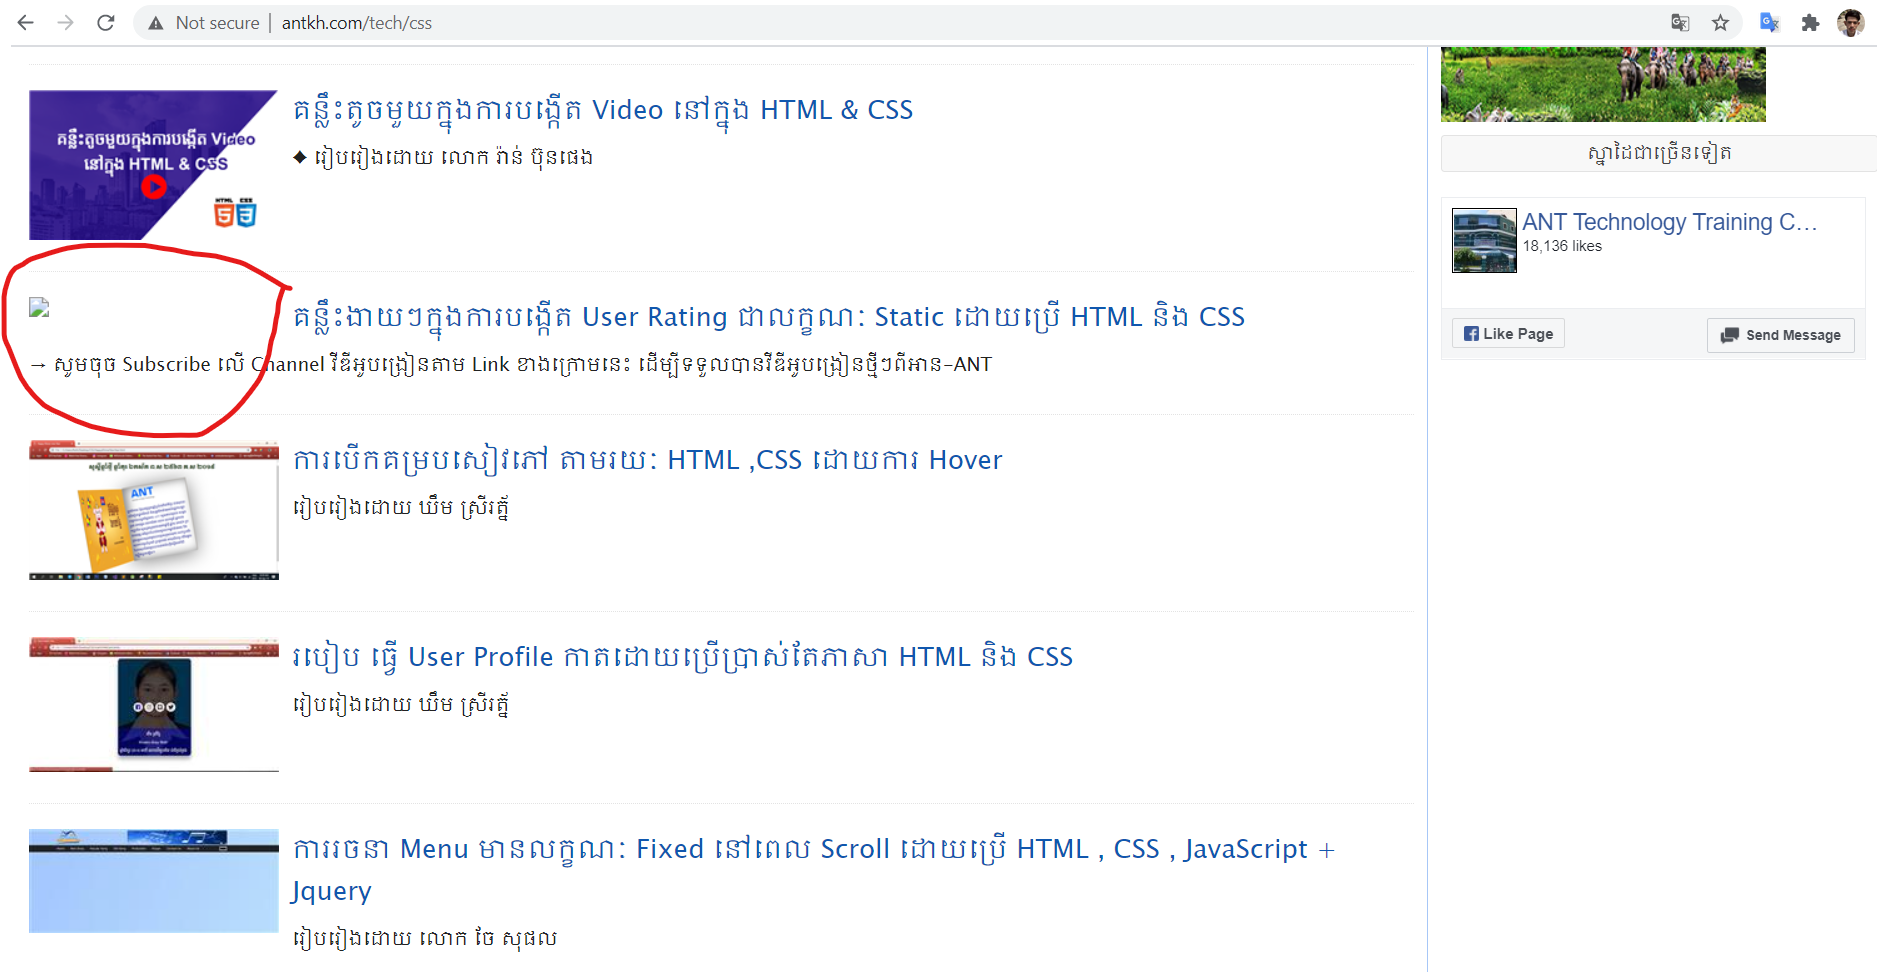 Not secure | antkh.com/tech/css
គន្លឹះតូចមួយក្នុងការបង្កើត Video នៅក្នុង HTML & CSS
◆ រៀបរៀងដោយ លោក វ៉ាន់ ប៊ុនផេង
គន្លឹះតូចមួយក្នុងការបង្កើត Video
នៅក្នុង HTML & CSS
HTML CSS
គន្លឹះងាយៗក្នុងការបង្កើត User Rating ជាលក្ខណៈ Static ដោយប្រើ HTML និង CSS
→ សូមចុច Subscribe លើ Channel វីឌីអូបង្រៀនតាម Link ខាងក្រោមនេះ ដើម្បីទទួលបានវីឌីអូបង្រៀនថ្មីៗពីអាន-ANT
ការបើកគម្របសៀវភៅ តាមរយៈ HTML ,CSS ដោយការ Hover
រៀបរៀងដោយ ឃឹម ស្រីរត្ន័
ANT
របៀប ធ្វើ User Profile កាតដោយប្រើប្រាស់តែភាសា HTML និង CSS
រៀបរៀងដោយ ឃឹម ស្រីរត្ន័
ការរចនា Menu មានលក្ខណៈ Fixed នៅពេល Scroll ដោយប្រើ HTML , CSS , JavaScript +
Jquery
រៀបរៀងដោយ លោក ចែ សុផល
ស្នាដៃជាច្រើនទៀត
ANT Technology Training C...
18,136 likes
Like Page
Send Message